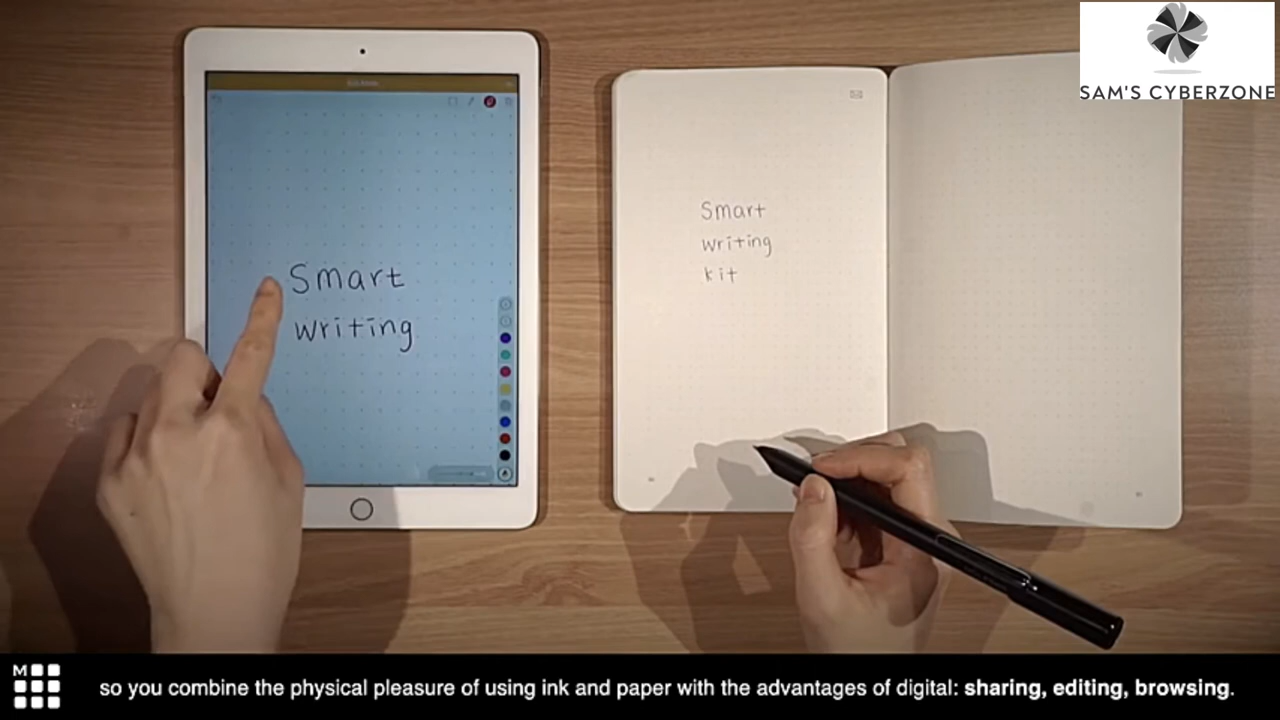 SAM'S CYBERZONE
Smart
writing
Smart
writing
kit
M
so you combine the physical pleasure of using ink and paper with the advantages of digital: sharing, editing, browsing.